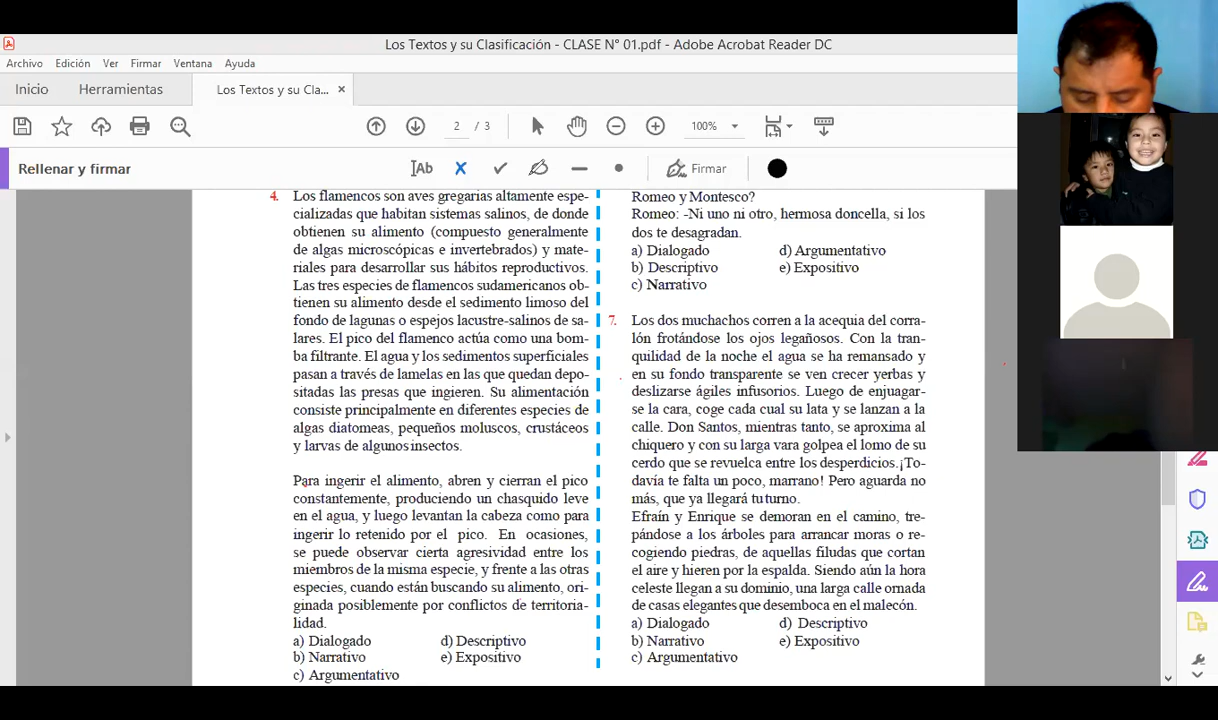 Los Textos y su Clasificación - CLASE N° 01.pdf - Adobe Acrobat Reader DC
Archivo Edición Ver Firmar Ventana Ayuda
Inicio Herramientas Los Textos y su Cla... ×
2 / 3 100%
Rellenar y firmar Ab Firmar
4. Los flamencos son aves gregarias altamente espe-
cializadas que habitan sistemas salinos, de donde
obtienen su alimento (compuesto generalmente
de algas microscópicas e invertebrados) y mate-
riales para desarrollar sus hábitos reproductivos.
Las tres especies de flamencos sudamericanos ob-
tienen su alimento desde el sedimento limoso del
fondo de lagunas o espejos lacustre-salinos de sa-
lares. El pico del flamenco actúa como una bom-
ba filtrante. El agua y los sedimentos superficiales
pasan a través de lamelas en las que quedan depo-
sitadas las presas que ingieren. Su alimentación
consiste principalmente en diferentes especies de
algas diatomeas, pequeños moluscos, crustáceos
y larvas de algunos insectos.
Para ingerir el alimento, abren y cierran el pico
constantemente, produciendo un chasquido leve
en el agua, y luego levantan la cabeza como para
ingerir lo retenido por el pico. En ocasiones,
se puede observar cierta agresividad entre los
miembros de la misma especie, y frente a las otras
especies, cuando están buscando su alimento, ori-
ginada posiblemente por conflictos de territoria-
lidad.
a) Dialogado d) Descriptivo
b) Narrativo e) Expositivo
c) Argumentativo
Romeo y Montesco?
Romeo: -Ni uno ni otro, hermosa doncella, si los
dos te desagradan.
a) Dialogado d) Argumentativo
b) Descriptivo e) Expositivo
c) Narrativo
7. Los dos muchachos corren a la acequia del corra-
lón frotándose los ojos legañosos. Con la tran-
quilidad de la noche el agua se ha remansado y
en su fondo transparente se ven crecer yerbas y
deslizarse ágiles infusorios. Luego de enjuagar-
se la cara, coge cada cual su lata y se lanzan a la
calle. Don Santos, mientras tanto, se aproxima al
chiquero y con su larga vara golpea el lomo de su
cerdo que se revuelca entre los desperdicios.¡To-
davía te falta un poco, marrano! Pero aguarda no
más, que ya llegará tu turno.
Efraín y Enrique se demoran en el camino, tre-
pándose a los árboles para arrancar moras o re-
cogiendo piedras, de aquellas filudas que cortan
el aire y hieren por la espalda. Siendo aún la hora
celeste llegan a su dominio, una larga calle ornada
de casas elegantes que desemboca en el malecón.
a) Dialogado d) Descriptivo
b) Narrativo e) Expositivo
c) Argumentativo